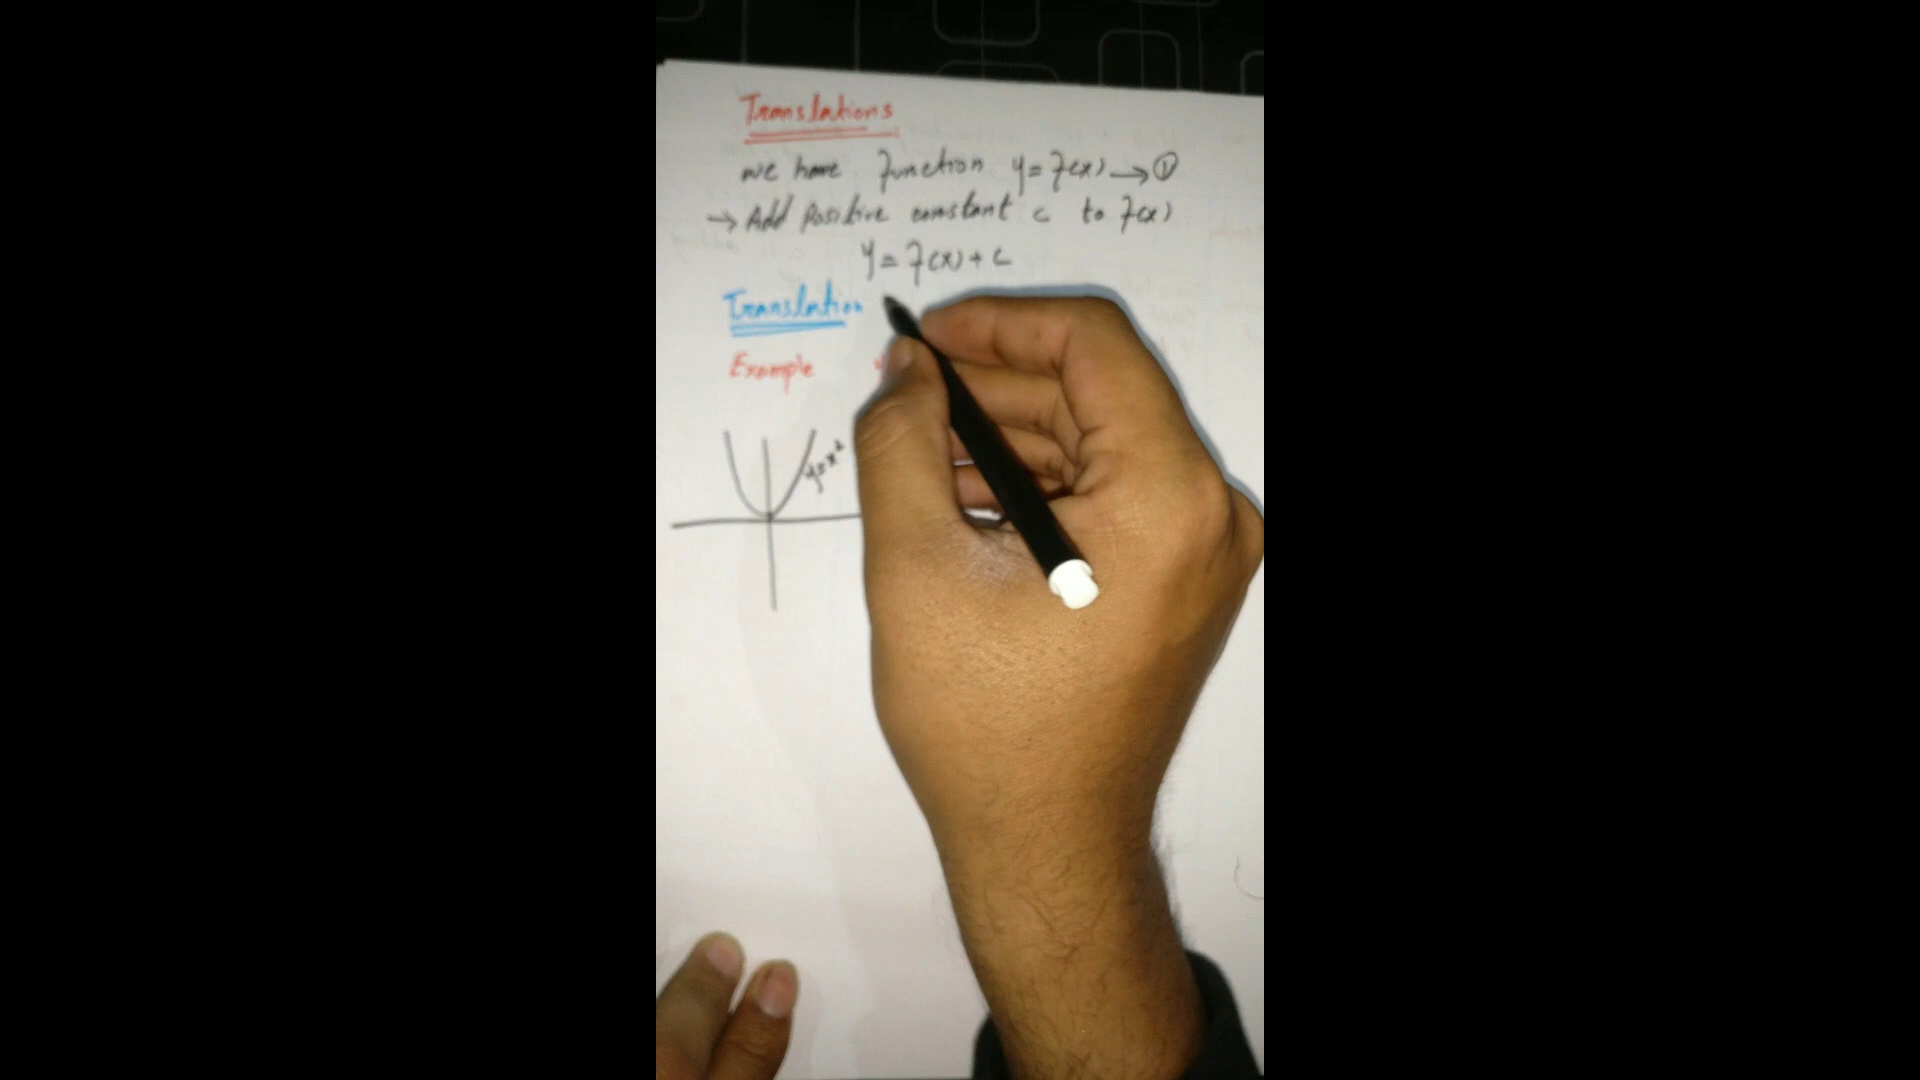 Translations
we have function y = f(x) → ①
→ Add Positive constant c to f(x)
y = f(x) + c
Translation
Example
y = x²